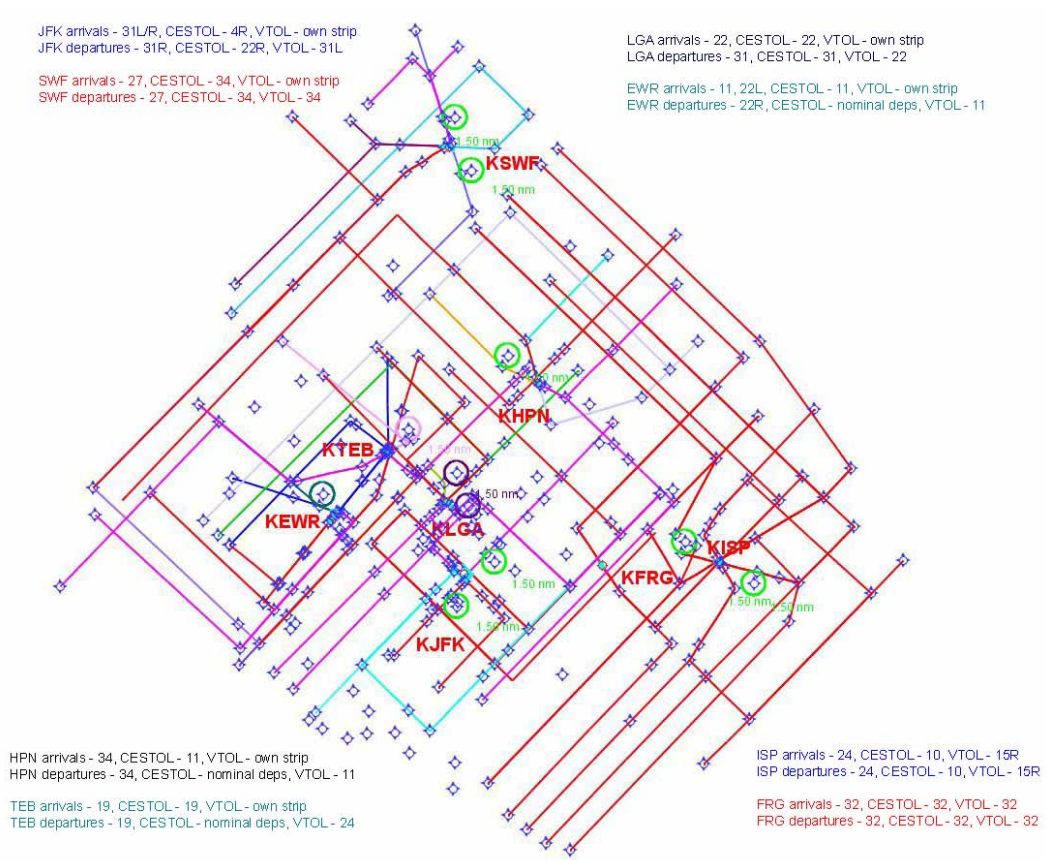 JFK arrivals - 31L/R, CESTOL - 4R, VTOL - own strip
JFK departures - 31R, CESTOL - 22R, VTOL - 31L
SWF arrivals - 27, CESTOL - 34, VTOL - own strip
SWF departures - 27, CESTOL - 34, VTOL - 34
LGA arrivals - 22, CESTOL - 22, VTOL - own strip
LGA departures - 31, CESTOL - 31, VTOL - 22
EWR arrivals - 11, 22L, CESTOL - 11, VTOL - own strip
EWR departures - 22R, CESTOL - nominal deps, VTOL - 11
1.50 nm
KSWF
1.50 nm
KHPN
KTEB
1.50 nm
1.50 nm
KEWR
KLGA
KISP
KFRG
1.50 nm
1.50 nm
1.50 nm
1.50 nm
KJFK
HPN arrivals - 34, CESTOL - 11, VTOL - own strip
HPN departures - 34, CESTOL - nominal deps, VTOL - 11
TEB arrivals - 19, CESTOL - 19, VTOL - own strip
TEB departures - 19, CESTOL - nominal deps, VTOL - 24
ISP arrivals - 24, CESTOL - 10, VTOL - 15R
ISP departures - 24, CESTOL - 10, VTOL - 15R
FRG arrivals - 32, CESTOL - 32, VTOL - 32
FRG departures - 32, CESTOL - 32, VTOL - 32